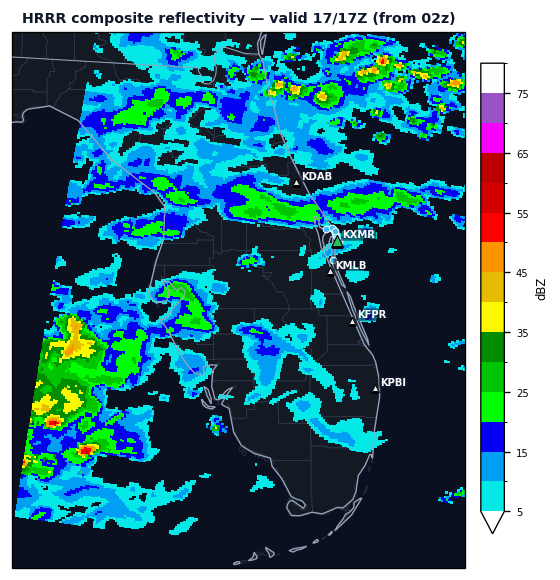 HRRR composite reflectivity — valid 17/17Z (from 02z)
75
65
55
45
35
25
15
5
dBZ
KDAB
KXMR
KMLB
KFPR
KPBI